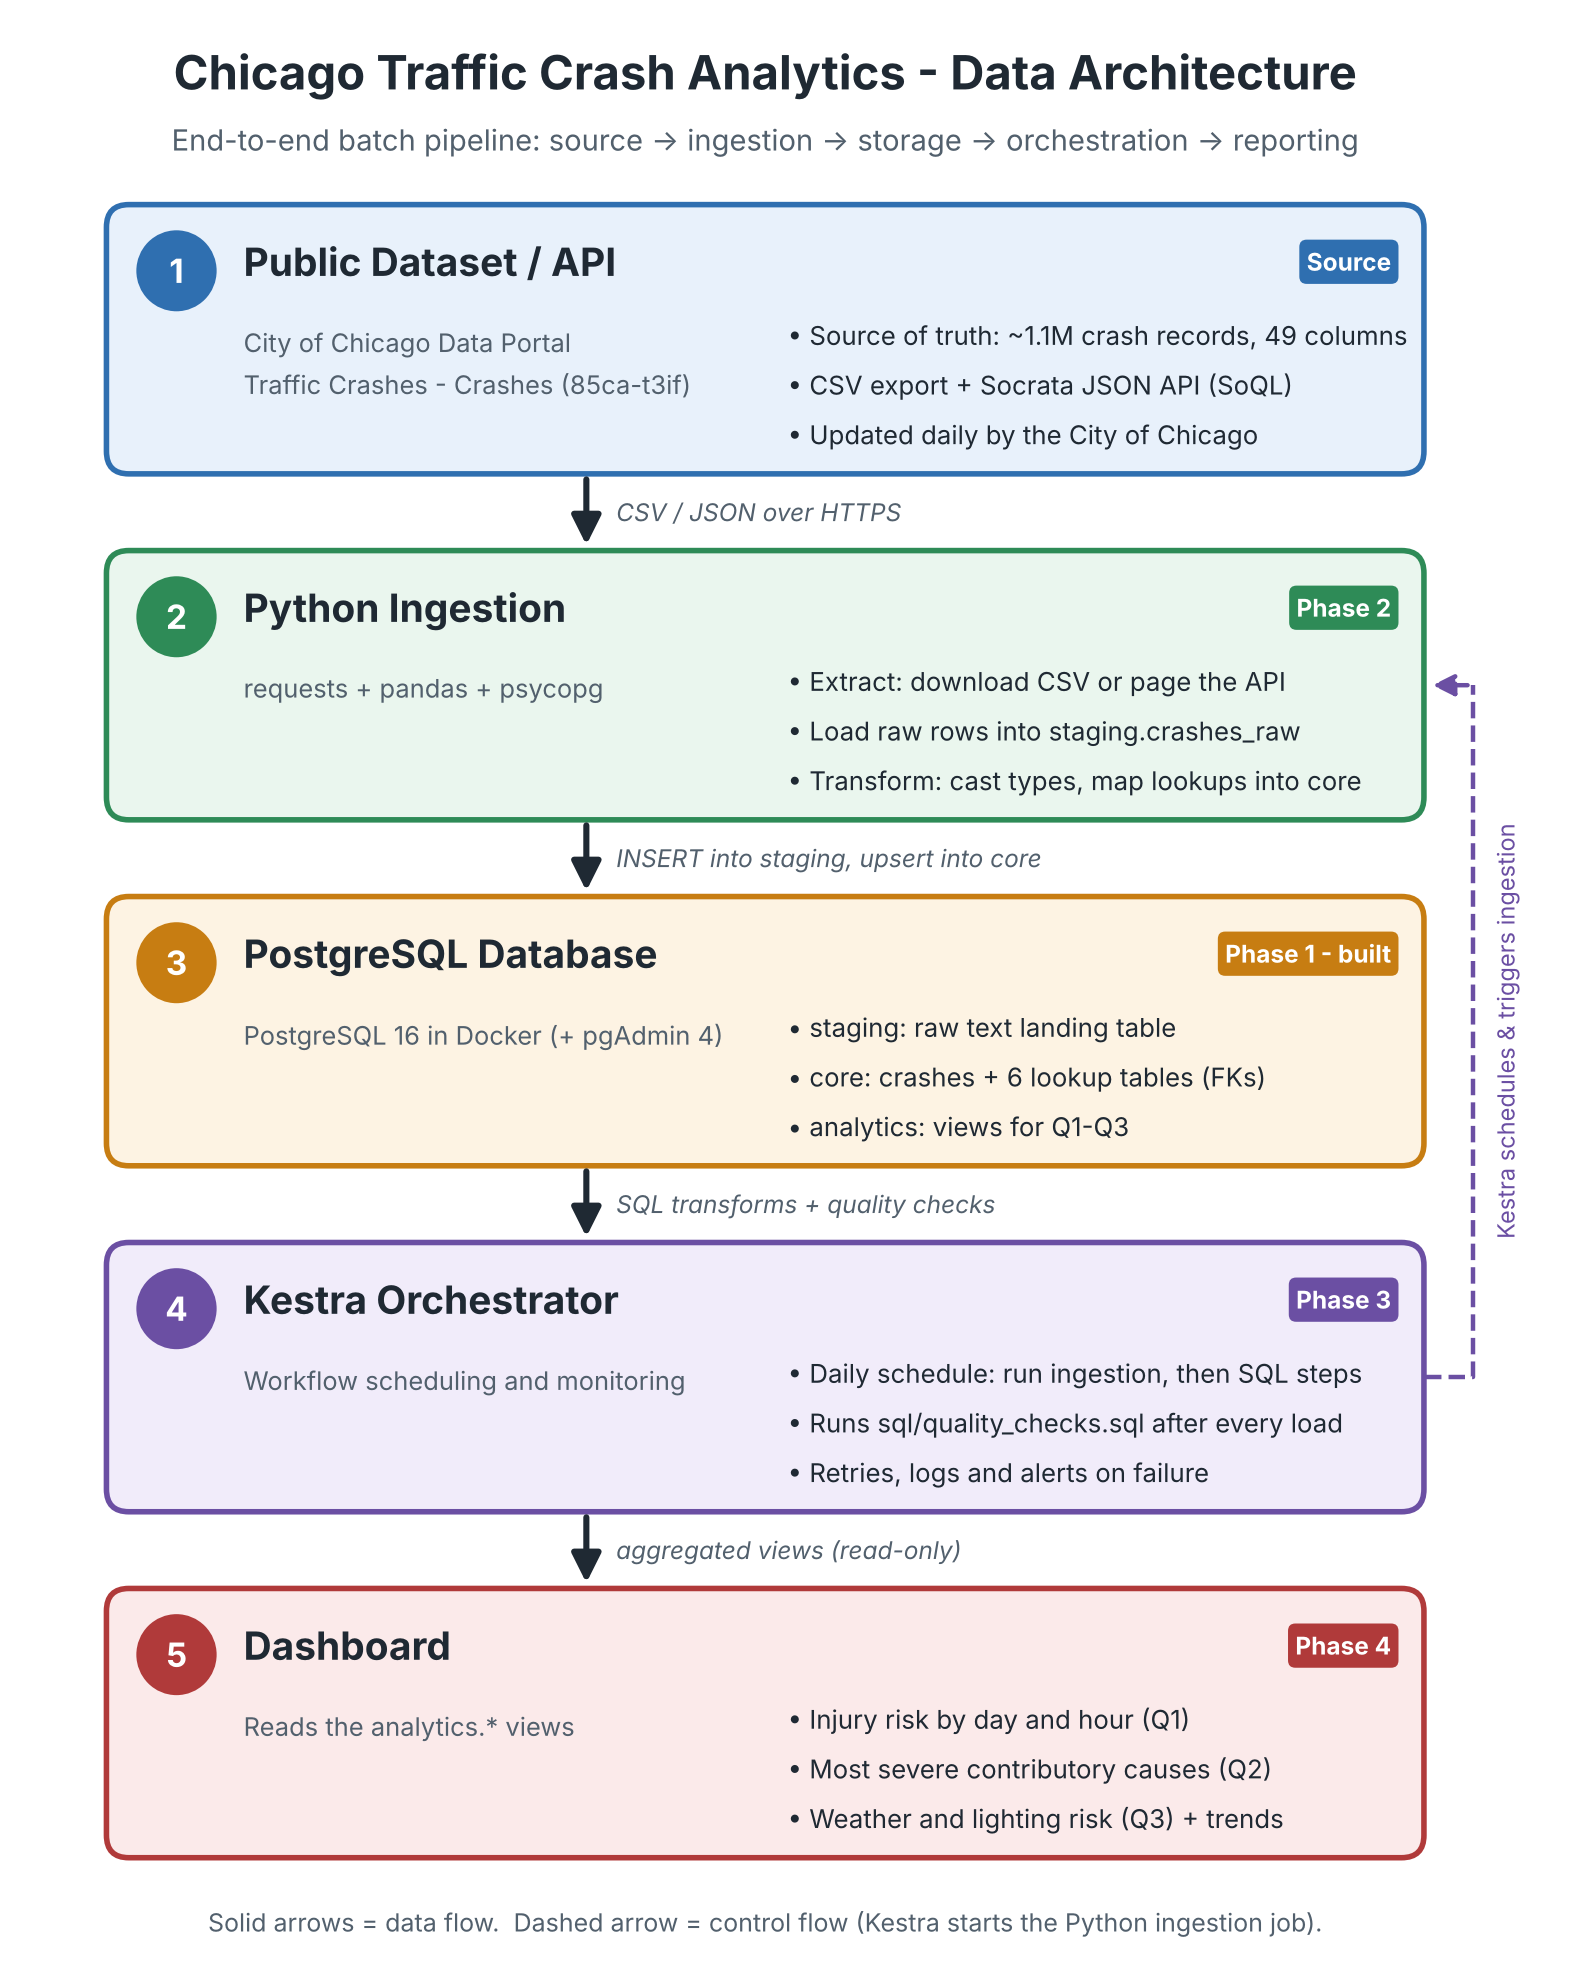 Chicago Traffic Crash Analytics - Data Architecture
End-to-end batch pipeline: source → ingestion → storage → orchestration → reporting
1
Public Dataset / API
Source
City of Chicago Data Portal
Traffic Crashes - Crashes (85ca-t3if)
• Source of truth: ~1.1M crash records, 49 columns
• CSV export + Socrata JSON API (SoQL)
• Updated daily by the City of Chicago
CSV / JSON over HTTPS
2
Python Ingestion
Phase 2
requests + pandas + psycopg
• Extract: download CSV or page the API
• Load raw rows into staging.crashes_raw
• Transform: cast types, map lookups into core
INSERT into staging, upsert into core
3
PostgreSQL Database
Phase 1 - built
PostgreSQL 16 in Docker (+ pgAdmin 4)
• staging: raw text landing table
• core: crashes + 6 lookup tables (FKs)
• analytics: views for Q1-Q3
SQL transforms + quality checks
4
Kestra Orchestrator
Phase 3
Workflow scheduling and monitoring
• Daily schedule: run ingestion, then SQL steps
• Runs sql/quality_checks.sql after every load
• Retries, logs and alerts on failure
Kestra schedules & triggers ingestion
aggregated views (read-only)
5
Dashboard
Phase 4
Reads the analytics.* views
• Injury risk by day and hour (Q1)
• Most severe contributory causes (Q2)
• Weather and lighting risk (Q3) + trends
Solid arrows = data flow.  Dashed arrow = control flow (Kestra starts the Python ingestion job).